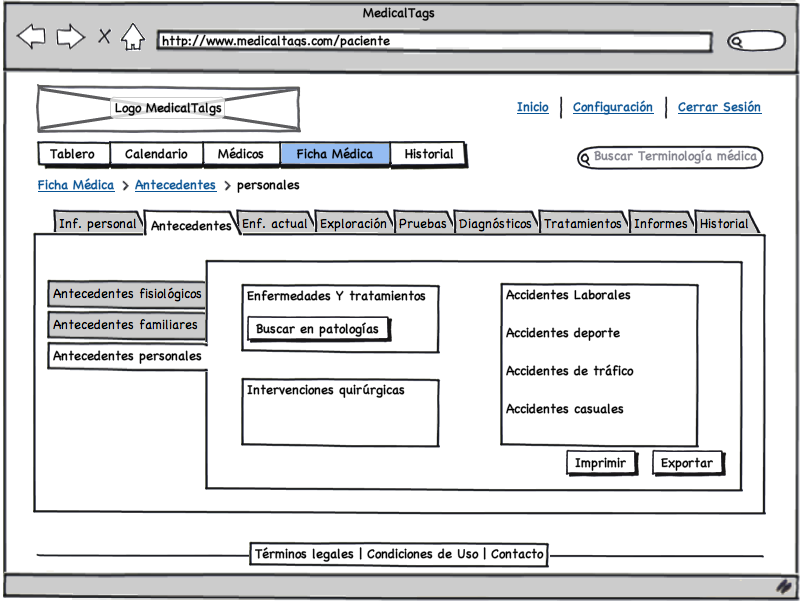 MedicalTags
http://www.medicaltags.com/paciente
Logo MedicalTalgs
Inicio | Configuración | Cerrar Sesión
Tablero Calendario Médicos Ficha Médica Historial
Buscar Terminología médica
Ficha Médica > Antecedentes > personales
Inf. personal Antecedentes Enf. actual Exploración Pruebas Diagnósticos Tratamientos Informes Historial
Antecedentes fisiológicos
Antecedentes familiares
Antecedentes personales
Enfermedades Y tratamientos
Buscar en patologías
Intervenciones quirúrgicas
Accidentes Laborales
Accidentes deporte
Accidentes de tráfico
Accidentes casuales
Imprimir Exportar
Términos legales | Condiciones de Uso | Contacto